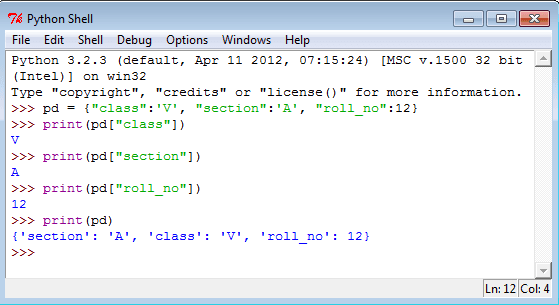 Python Shell
File Edit Shell Debug Options Windows Help
Python 3.2.3 (default, Apr 11 2012, 07:15:24) [MSC v.1500 32 bit
(Intel)] on win32
Type "copyright", "credits" or "license()" for more information.
>>> pd = {"class":'V', "section":'A', "roll_no":12}
>>> print(pd["class"])
V
>>> print(pd["section"])
A
>>> print(pd["roll_no"])
12
>>> print(pd)
{'section': 'A', 'class': 'V', 'roll_no': 12}
>>>
Ln: 12 Col: 4